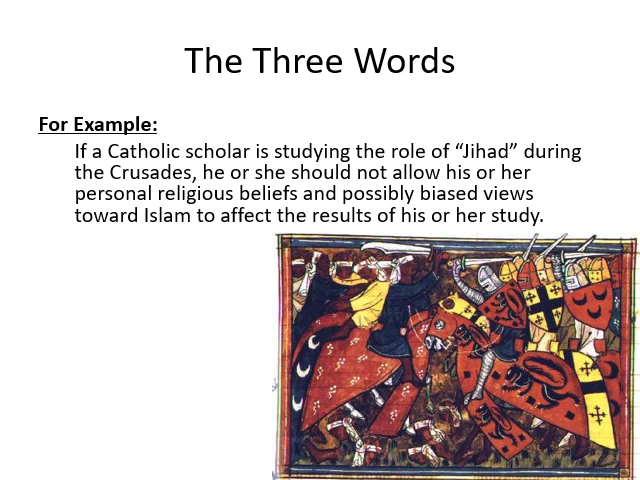 The Three Words
For Example:
If a Catholic scholar is studying the role of “Jihad” during
the Crusades, he or she should not allow his or her
personal religious beliefs and possibly biased views
toward Islam to affect the results of his or her study.